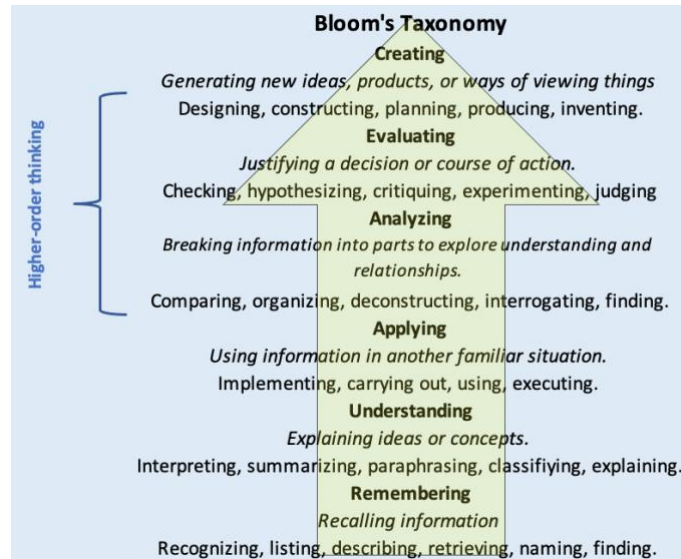 Bloom's Taxonomy
Creating
Generating new ideas, products, or ways of viewing things
Designing, constructing, planning, producing, inventing.
Evaluating
Justifying a decision or course of action.
Checking, hypothesizing, critiquing, experimenting, judging
Analyzing
Breaking information into parts to explore understanding and
relationships.
Comparing, organizing, deconstructing, interrogating, finding.
Applying
Using information in another familiar situation.
Implementing, carrying out, using, executing.
Understanding
Explaining ideas or concepts.
Interpreting, summarizing, paraphrasing, classifiying, explaining.
Remembering
Recalling information
Recognizing, listing, describing, retrieving, naming, finding.
Higher-order thinking